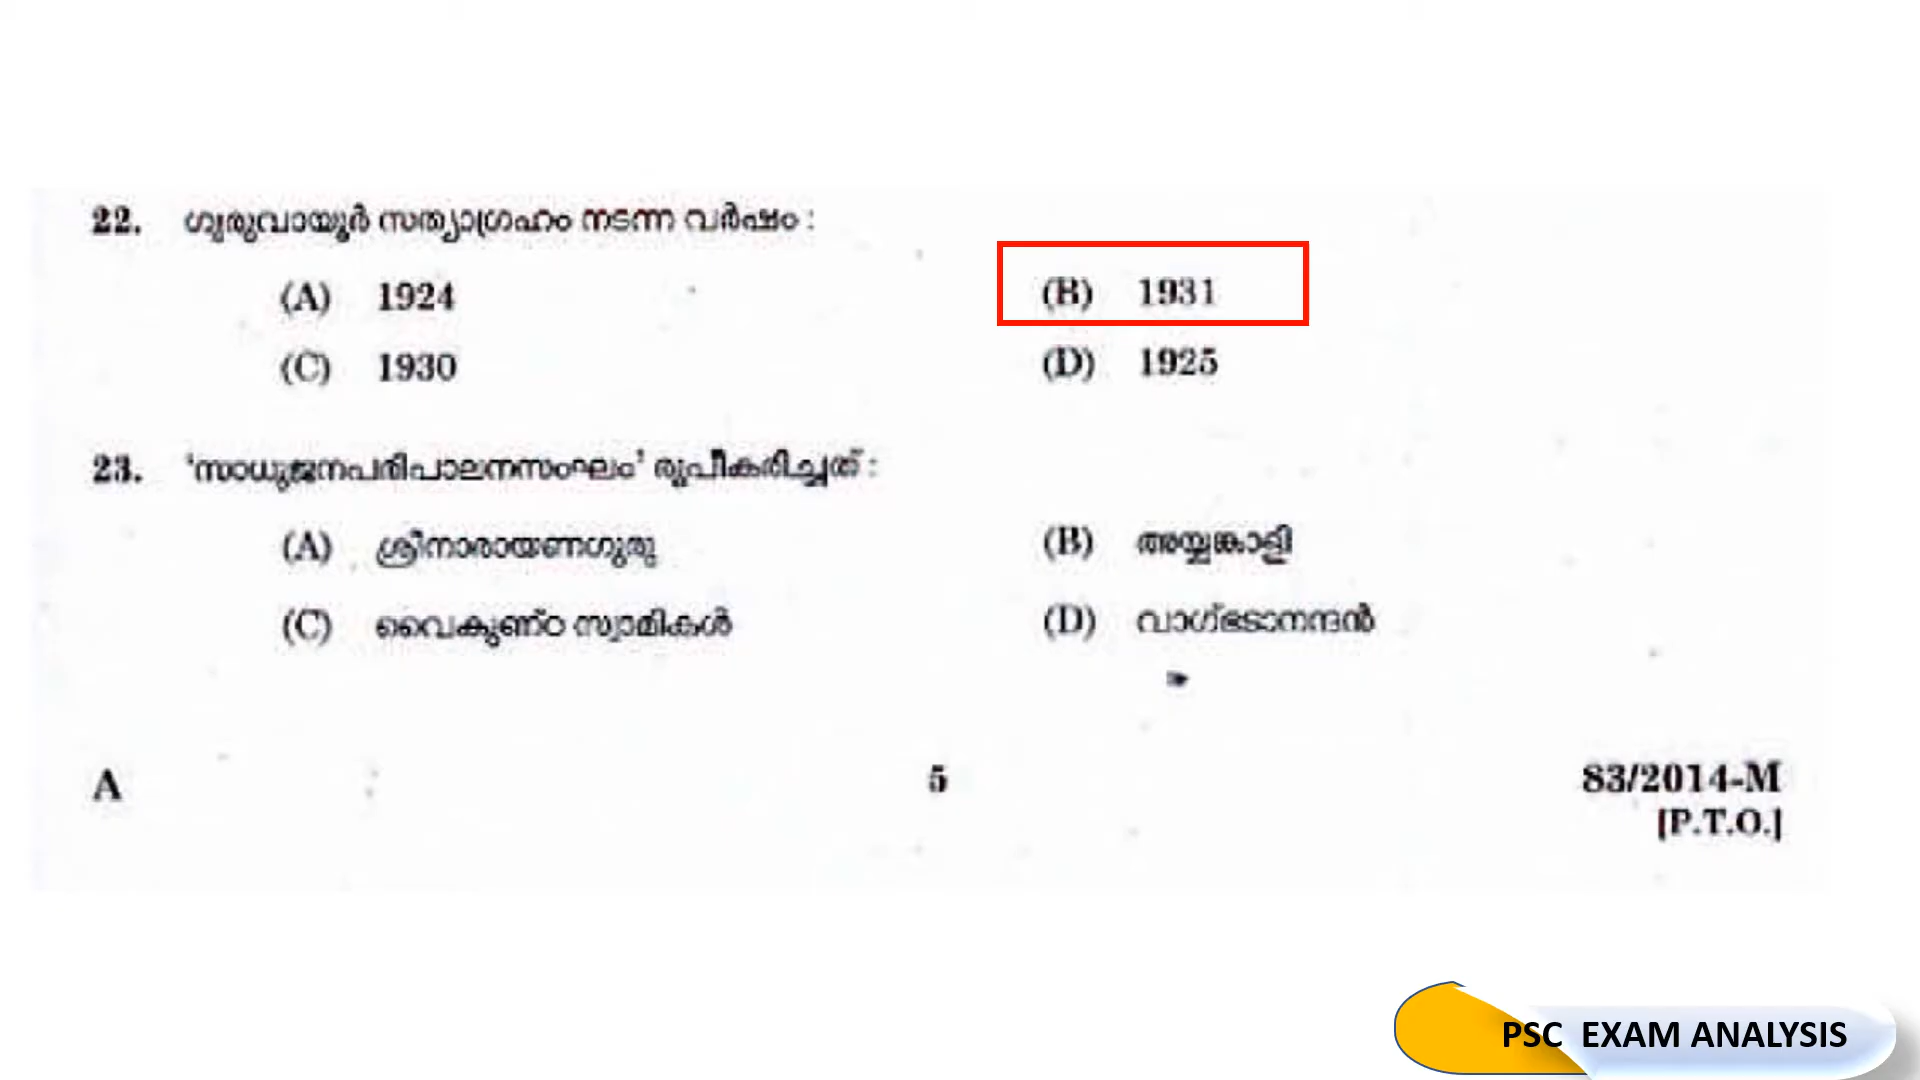 22. ഗുരുവായൂർ സത്യാഗ്രഹം നടന്ന വർഷം :
(A) 1924 (B) 1931
(C) 1930 (D) 1925
23. ‘സാധുജനപരിപാലനസംഘം’ രൂപീകരിച്ചത് :
(A) ശ്രീനാരായണഗുരു (B) അയ്യങ്കാളി
(C) വൈകുണ്ഠ സ്വാമികൾ (D) വാഗ്ഭടാനന്ദൻ
A 5 83/2014-M
[P.T.O.]
PSC EXAM ANALYSIS